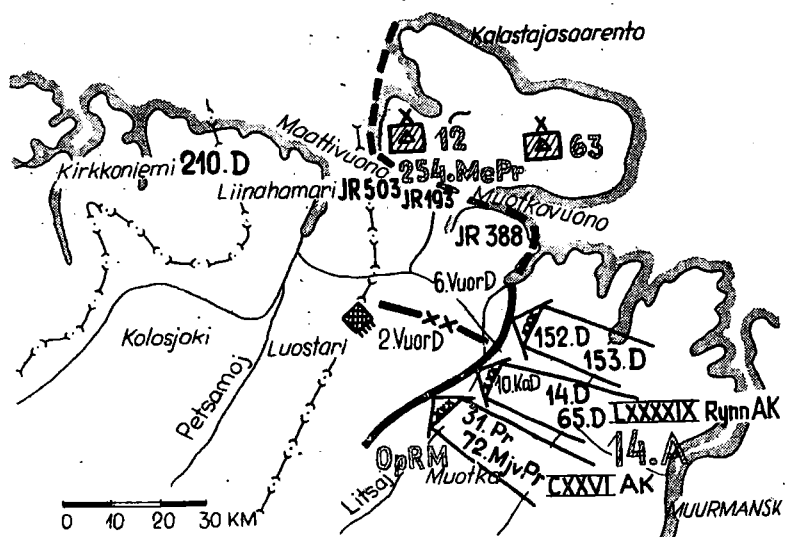 Kalastajasaarento
12
63
Maattivuono
Kirkkoniemi 210.D
254.MePr
Liinahamari JR 503
JR193
Muotkavuono
JR 388
6.VuorD
Kolosjoki
Luostari
2.VuorD
152.D
153.D
10.KaD
14.D
65.D
LXXXXIX RynnAK
Petsamoj
31.Pr
72.MjvPr
14.A
OpRM
Litsaj
Muotka
CXXVI AK
MUURMANSK
0 10 20 30 KM